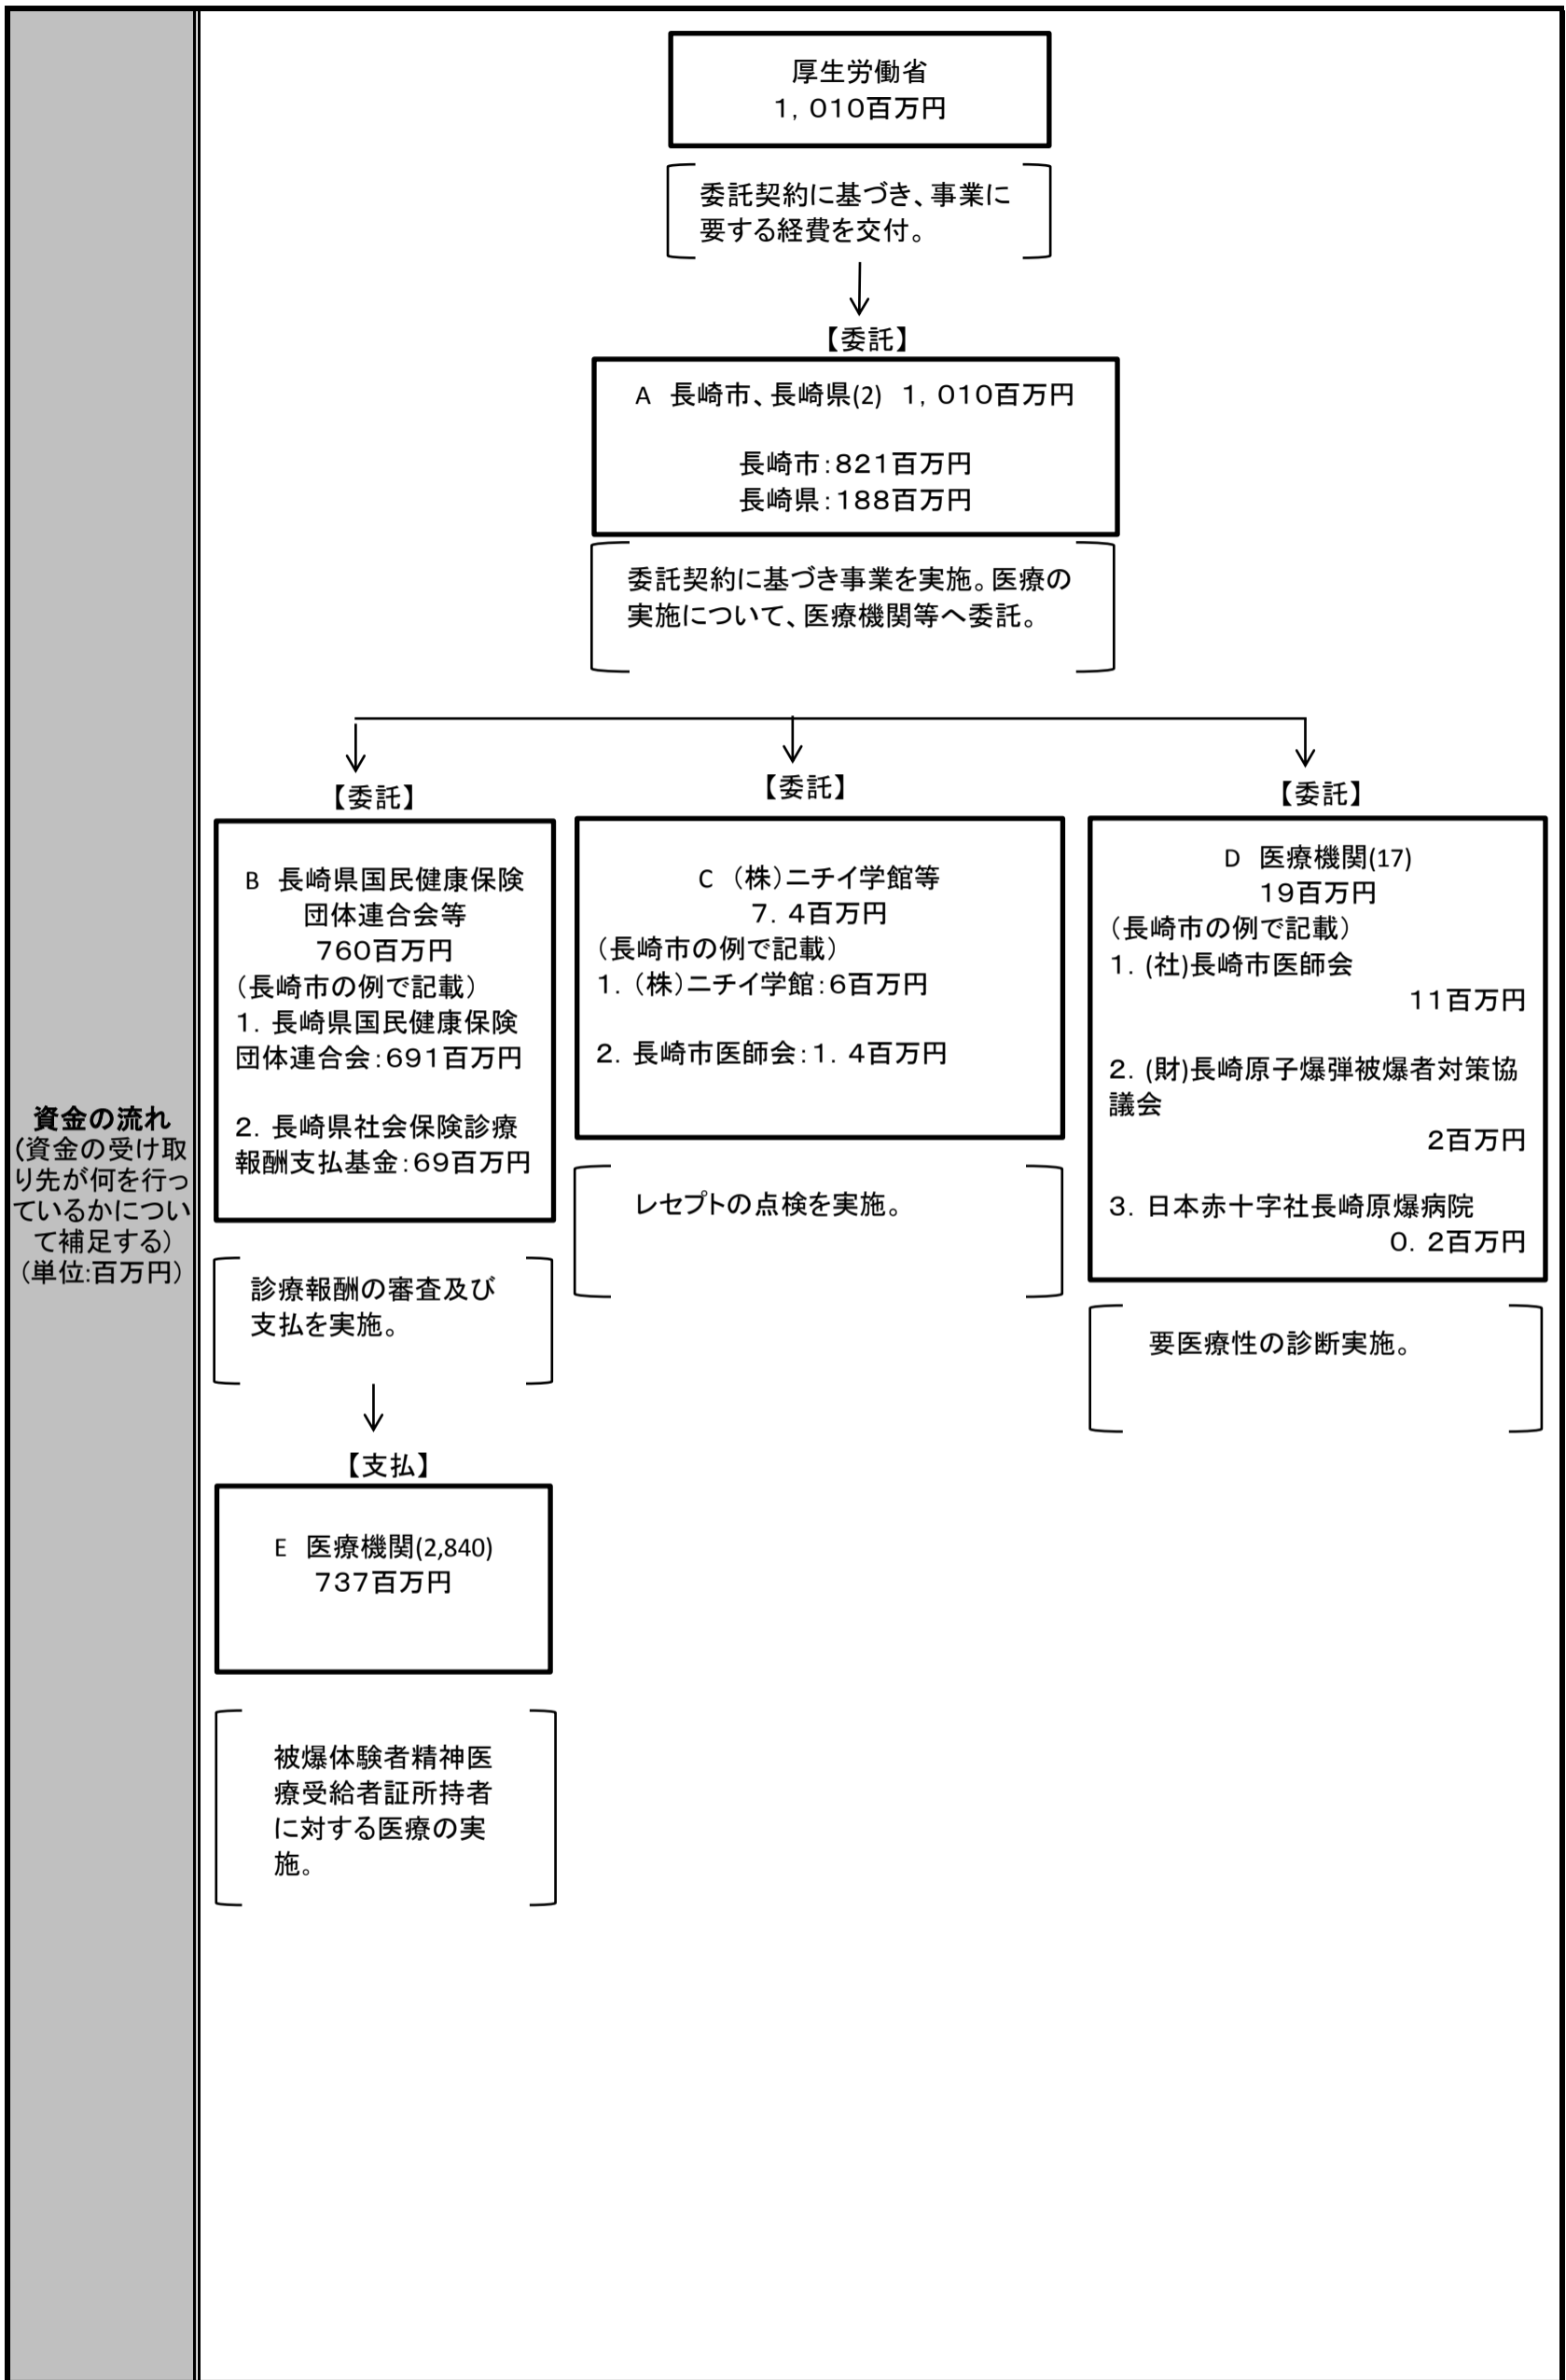 厚生労働省
１，０１０百万円
委託契約に基づき、事業に
要する経費を交付。
【委託】
A　長崎市、長崎県(2)　１，０１０百万円
長崎市：８２１百万円
長崎県：１８８百万円
委託契約に基づき事業を実施。医療の
実施について、医療機関等へ委託。
【委託】
B　長崎県国民健康保険
団体連合会等
７６０百万円
（長崎市の例で記載）
１．長崎県国民健康保険
団体連合会：６９１百万円
２．長崎県社会保険診療
報酬支払基金：６９百万円
診療報酬の審査及び
支払を実施。
【支払】
E　医療機関(2,840)
７３７百万円
被爆体験者精神医
療受給者証所持者
に対する医療の実
施。
【委託】
C　（株）ニチイ学館等
７．４百万円
（長崎市の例で記載）
１．（株）ニチイ学館：６百万円
２．長崎市医師会：１．４百万円
レセプトの点検を実施。
【委託】
D　医療機関(17)
１９百万円
（長崎市の例で記載）
１．(社)長崎市医師会
１１百万円
２．(財)長崎原子爆弾被爆者対策協
議会
２百万円
３．日本赤十字社長崎原爆病院
０．２百万円
要医療性の診断実施。
資金の流れ
（資金の受け取
り先が何を行っ
ているかについ
て補足する）
（単位：百万円）